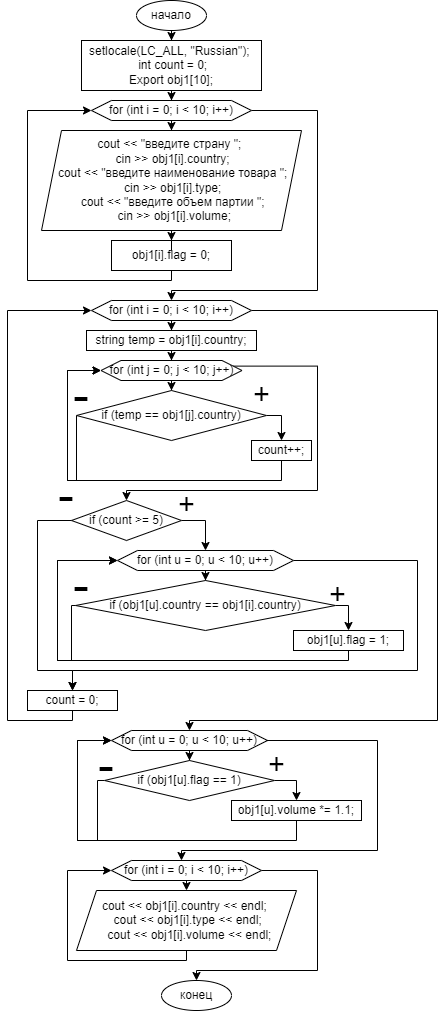 начало
setlocale(LC_ALL, "Russian");
int count = 0;
Export obj1[10];
for (int i = 0; i < 10; i++)
cout << "введите страну ";
cin >> obj1[i].country;
cout << "введите наименование товара ";
cin >> obj1[i].type;
cout << "введите объем партии ";
cin >> obj1[i].volume;
obj1[i].flag = 0;
for (int i = 0; i < 10; i++)
string temp = obj1[i].country;
for (int j = 0; j < 10; j++)
- +
if (temp == obj1[j].country)
count++;
- +
if (count >= 5)
for (int u = 0; u < 10; u++)
- +
if (obj1[u].country == obj1[i].country)
obj1[u].flag = 1;
count = 0;
for (int u = 0; u < 10; u++)
- +
if (obj1[u].flag == 1)
obj1[u].volume *= 1.1;
for (int i = 0; i < 10; i++)
cout << obj1[i].country << endl;
cout << obj1[i].type << endl;
cout << obj1[i].volume << endl;
конец